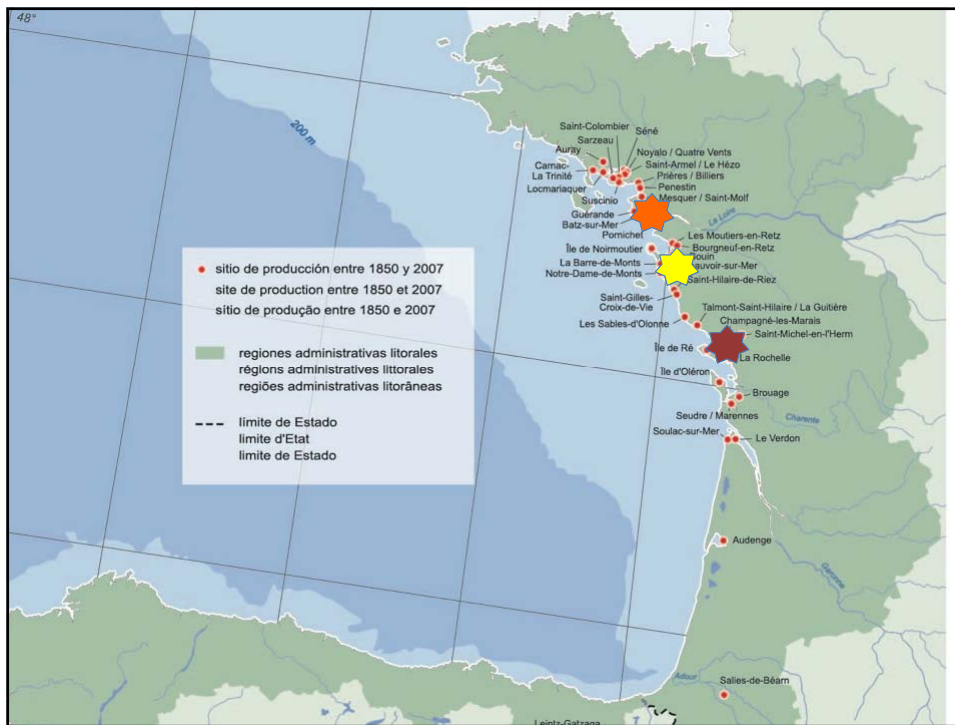 48°
200 m
Saint-Colombier
Séné
Sarzeau
Noyalo / Quatre Vents
Auray
Saint-Armel / Le Hézo
Carnac-
La Trinité
Prières / Billiers
Locmariaquer
Penestin
Suscinio
Mesquer / Saint-Molf
Guérande
Batz-sur-Mer
La Loire
Pornichet
Les Moutiers-en-Retz
Île de Noirmoutier
Bourgneuf-en-Retz
La Barre-de-Monts
Notre-Dame-de-Monts
Saint-Hilaire-de-Riez
Saint-Gilles-
Croix-de-Vie
Talmont-Saint-Hilaire / La Guitière
Champagné-les-Marais
Les Sables-d'Olonne
Saint-Michel-en-l'Herm
Île de Ré
La Rochelle
Île d'Oléron
Brouage
Seudre / Marennes
Charente
Soulac-sur-Mer
Le Verdon
Audenge
Garonne
Adour
Salies-de-Béarn
Leintz-Gatzaga
sitio de producción entre 1850 y 2007
site de production entre 1850 et 2007
sítio de produção entre 1850 e 2007
regiones administrativas litorales
régions administratives littorales
regiões administrativas litorâneas
límite de Estado
limite d'Etat
limite de Estado